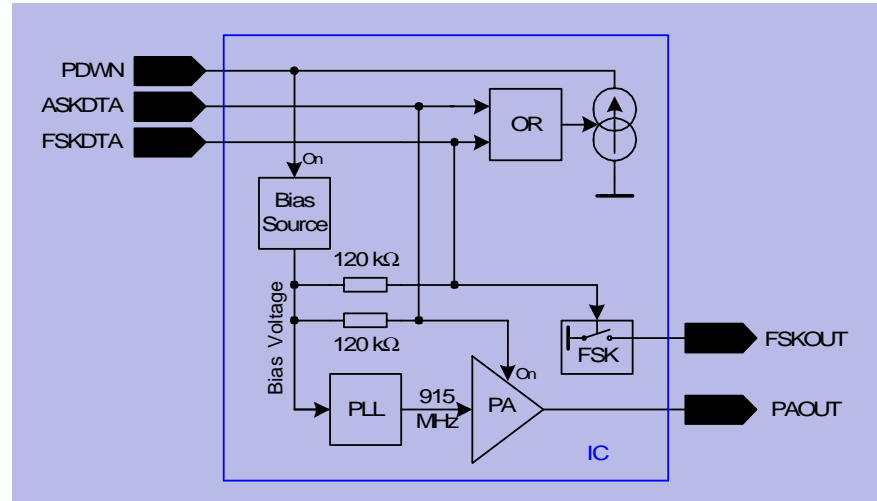 PDWN
ASKDTA
FSKDTA
OR
On
Bias
Source
120 kΩ
Bias Voltage
120 kΩ
FSK
FSKOUT
On
PLL
915
MHz
PA
PAOUT
IC